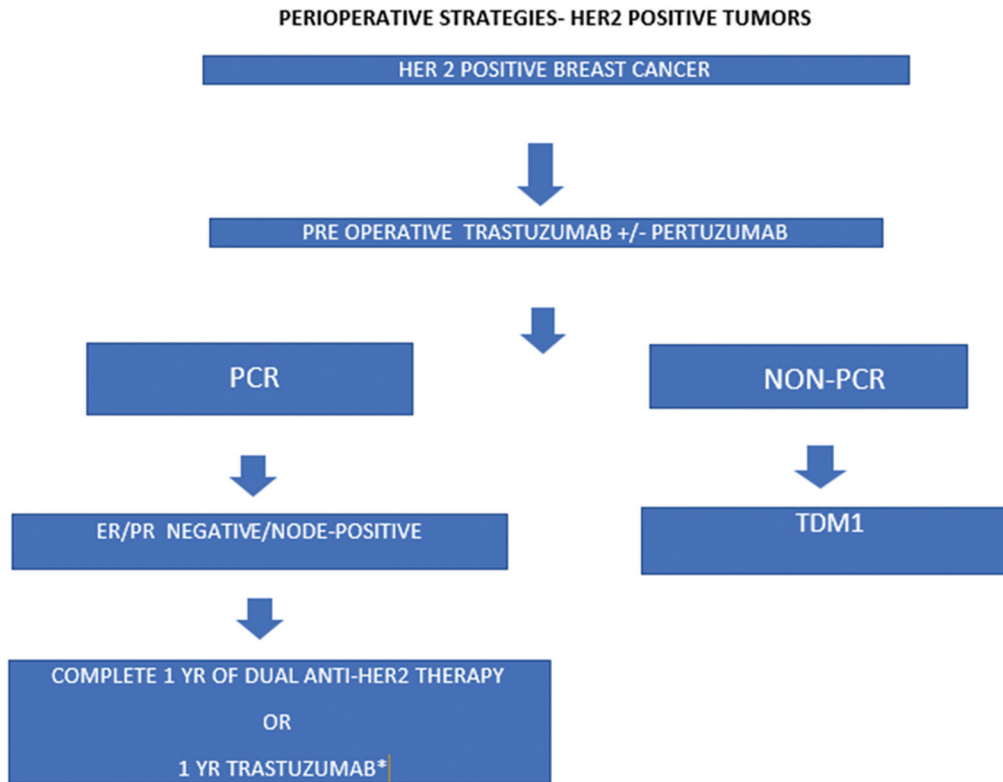 PERIOPERATIVE STRATEGIES- HER2 POSITIVE TUMORS
HER 2 POSITIVE BREAST CANCER
PRE OPERATIVE TRASTUZUMAB +/- PERTUZUMAB
PCR
NON-PCR
ER/PR NEGATIVE/NODE-POSITIVE
TDM1
COMPLETE 1 YR OF DUAL ANTI-HER2 THERAPY
OR
1 YR TRASTUZUMAB*